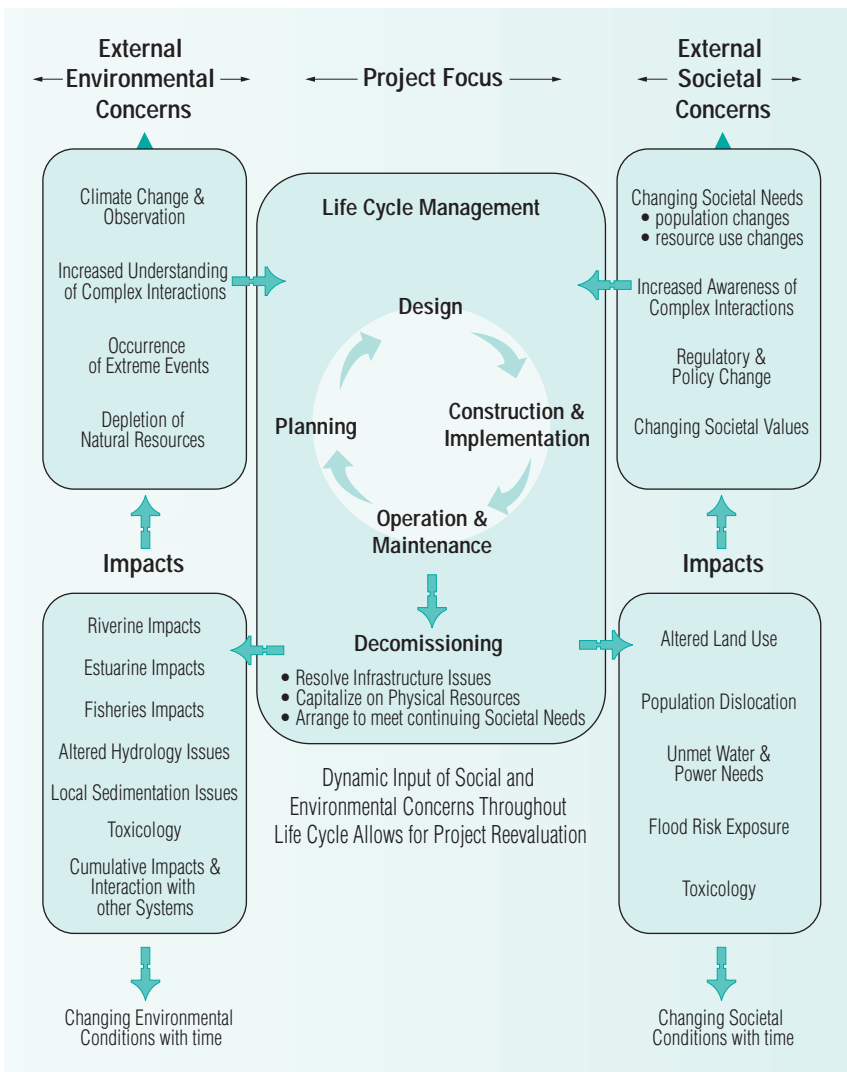 External
Environmental
Concerns
Project Focus
External
Societal
Concerns
Climate Change &
Observation
Increased Understanding
of Complex Interactions
Occurrence
of Extreme Events
Depletion of
Natural Resources
Life Cycle Management
Design
Planning
Construction &
Implementation
Operation &
Maintenance
Decomissioning
• Resolve Infrastructure Issues
• Capitalize on Physical Resources
• Arrange to meet continuing Societal Needs
Changing Societal Needs
• population changes
• resource use changes
Increased Awareness of
Complex Interactions
Regulatory &
Policy Change
Changing Societal Values
Impacts
Riverine Impacts
Estuarine Impacts
Fisheries Impacts
Altered Hydrology Issues
Local Sedimentation Issues
Toxicology
Cumulative Impacts &
Interaction with
other Systems
Dynamic Input of Social and
Environmental Concerns Throughout
Life Cycle Allows for Project Reevaluation
Impacts
Altered Land Use
Population Dislocation
Unmet Water &
Power Needs
Flood Risk Exposure
Toxicology
Changing Environmental
Conditions with time
Changing Societal
Conditions with time